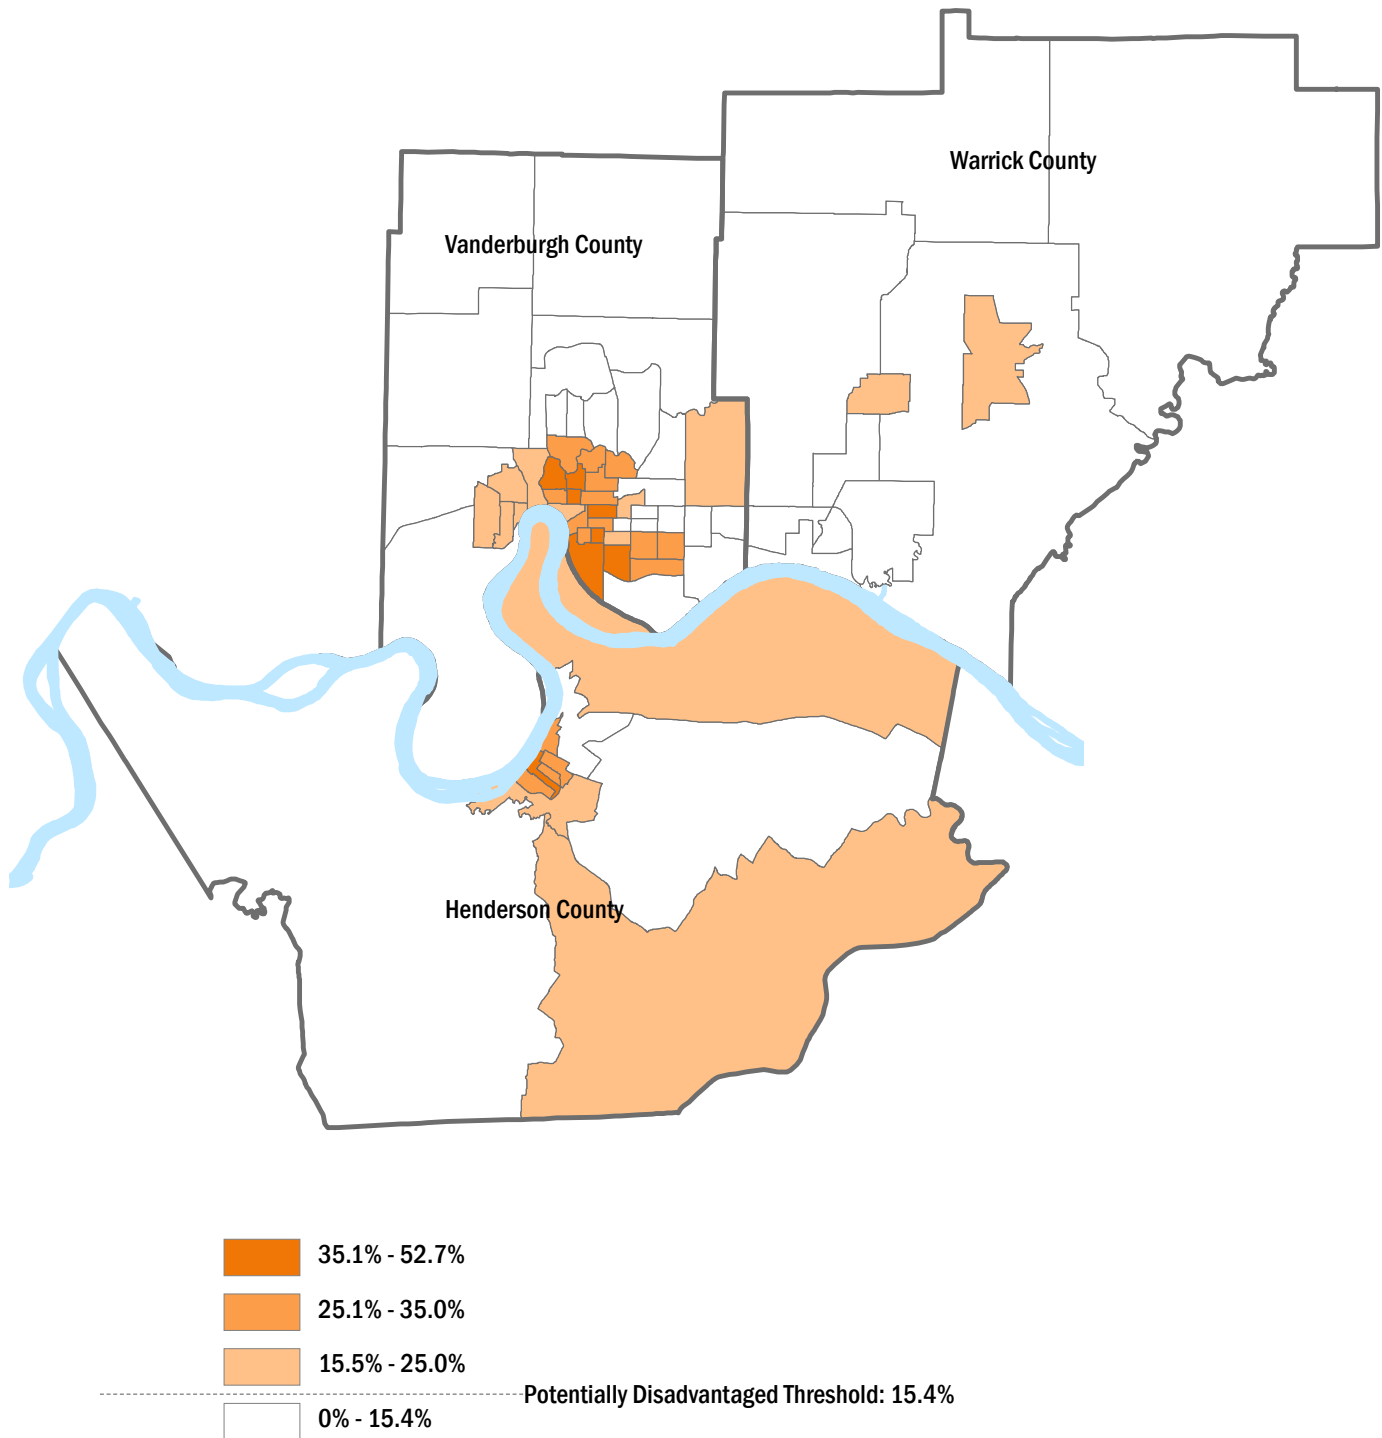 Warrick County
Vanderburgh County
Henderson County
35.1% - 52.7%
25.1% - 35.0%
15.5% - 25.0%
Potentially Disadvantaged Threshold: 15.4%
0% - 15.4%